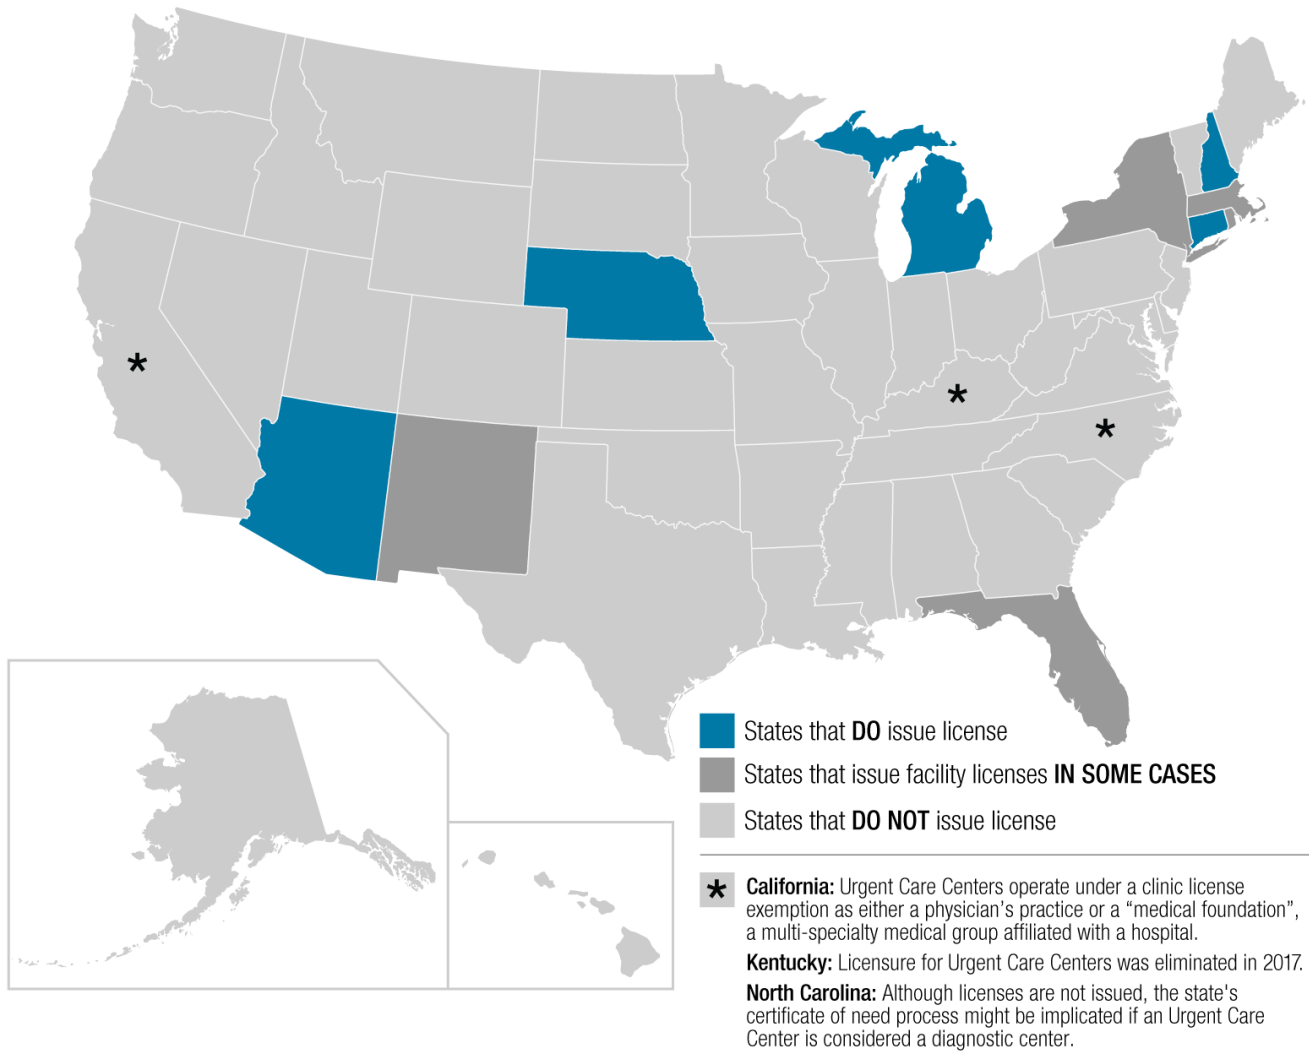 *
*
*
States that DO issue license
States that issue facility licenses IN SOME CASES
States that DO NOT issue license
* California: Urgent Care Centers operate under a clinic license
exemption as either a physician’s practice or a “medical foundation”,
a multi-specialty medical group affiliated with a hospital.
Kentucky: Licensure for Urgent Care Centers was eliminated in 2017.
North Carolina: Although licenses are not issued, the state's
certificate of need process might be implicated if an Urgent Care
Center is considered a diagnostic center.